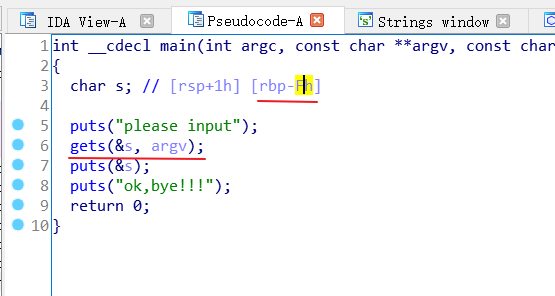 IDA View-A Pseudocode-A Strings window
1 int __cdecl main(int argc, const char **argv, const char
2 {
3 char s; // [rsp+1h] [rbp-Fh]
4
5 puts("please input");
6 gets(&s, argv);
7 puts(&s);
8 puts("ok,bye!!!");
9 return 0;
10 }